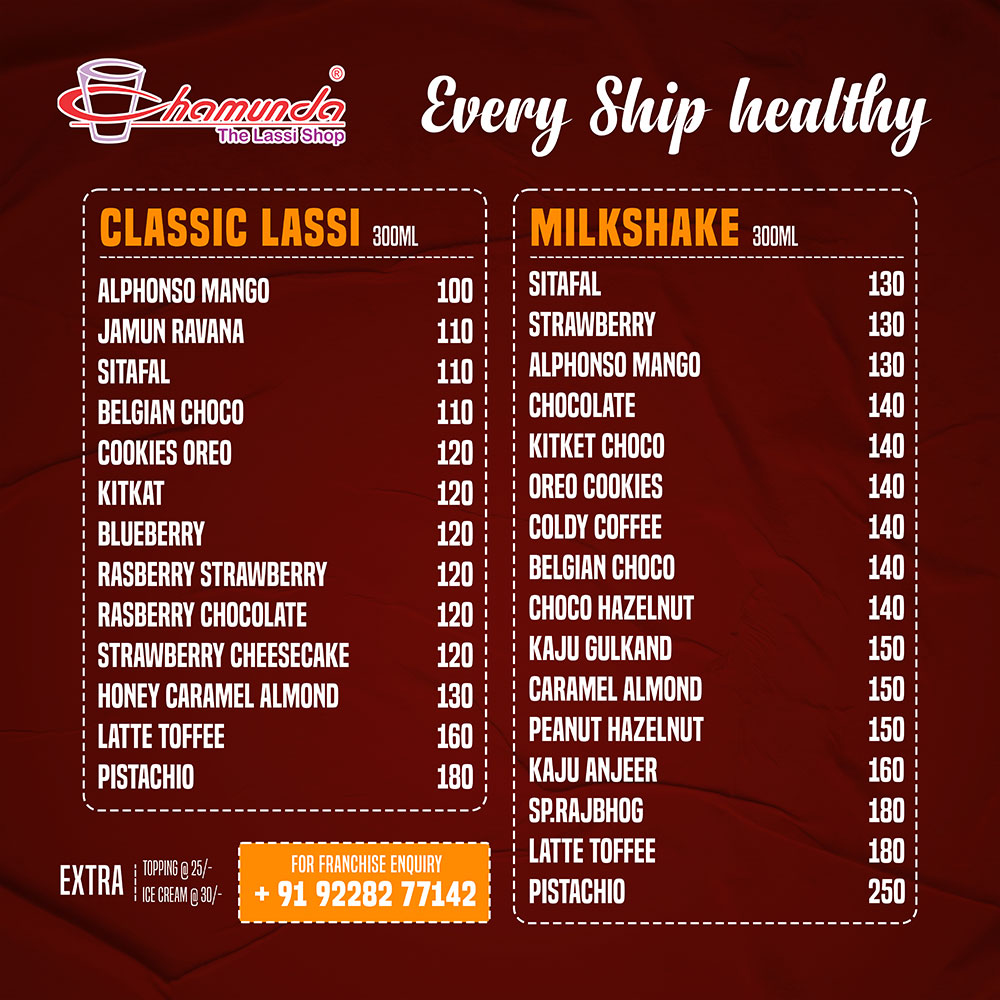 Chamunda ®
The Lassi Shop
Every Ship healthy
CLASSIC LASSI 300ML
ALPHONSO MANGO 100
JAMUN RAVANA 110
SITAFAL 110
BELGIAN CHOCO 110
COOKIES OREO 120
KITKAT 120
BLUEBERRY 120
RASBERRY STRAWBERRY 120
RASBERRY CHOCOLATE 120
STRAWBERRY CHEESECAKE 120
HONEY CARAMEL ALMOND 130
LATTE TOFFEE 160
PISTACHIO 180
MILKSHAKE 300ML
SITAFAL 130
STRAWBERRY 130
ALPHONSO MANGO 130
CHOCOLATE 140
KITKET CHOCO 140
OREO COOKIES 140
COLDY COFFEE 140
BELGIAN CHOCO 140
CHOCO HAZELNUT 140
KAJU GULKAND 150
CARAMEL ALMOND 150
PEANUT HAZELNUT 150
KAJU ANJEER 160
SP.RAJBHOG 180
LATTE TOFFEE 180
PISTACHIO 250
EXTRA
TOPPING @ 25/-
ICE CREAM @ 30/-
FOR FRANCHISE ENQUIRY
+ 91 92282 77142